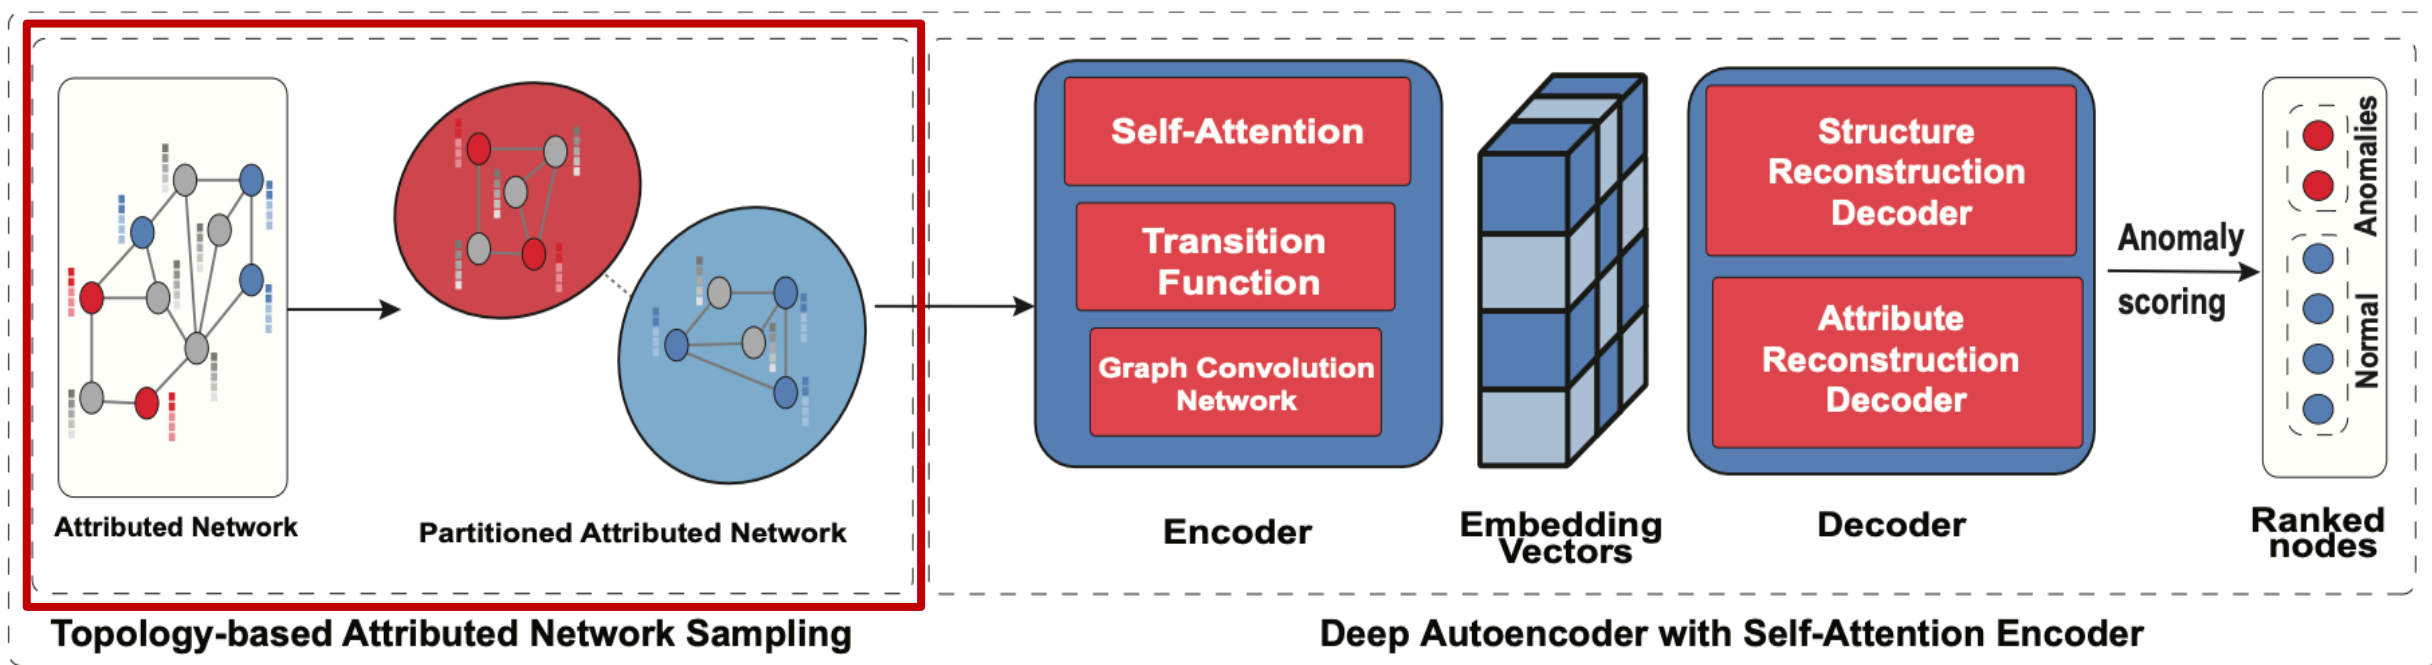 Attributed Network
Partitioned Attributed Network
Topology-based Attributed Network Sampling
Self-Attention
Transition
Function
Graph Convolution
Network
Encoder
Embedding
Vectors
Structure
Reconstruction
Decoder
Attribute
Reconstruction
Decoder
Decoder
Anomaly
scoring
Anomalies
Normal
Ranked
nodes
Deep Autoencoder with Self-Attention Encoder